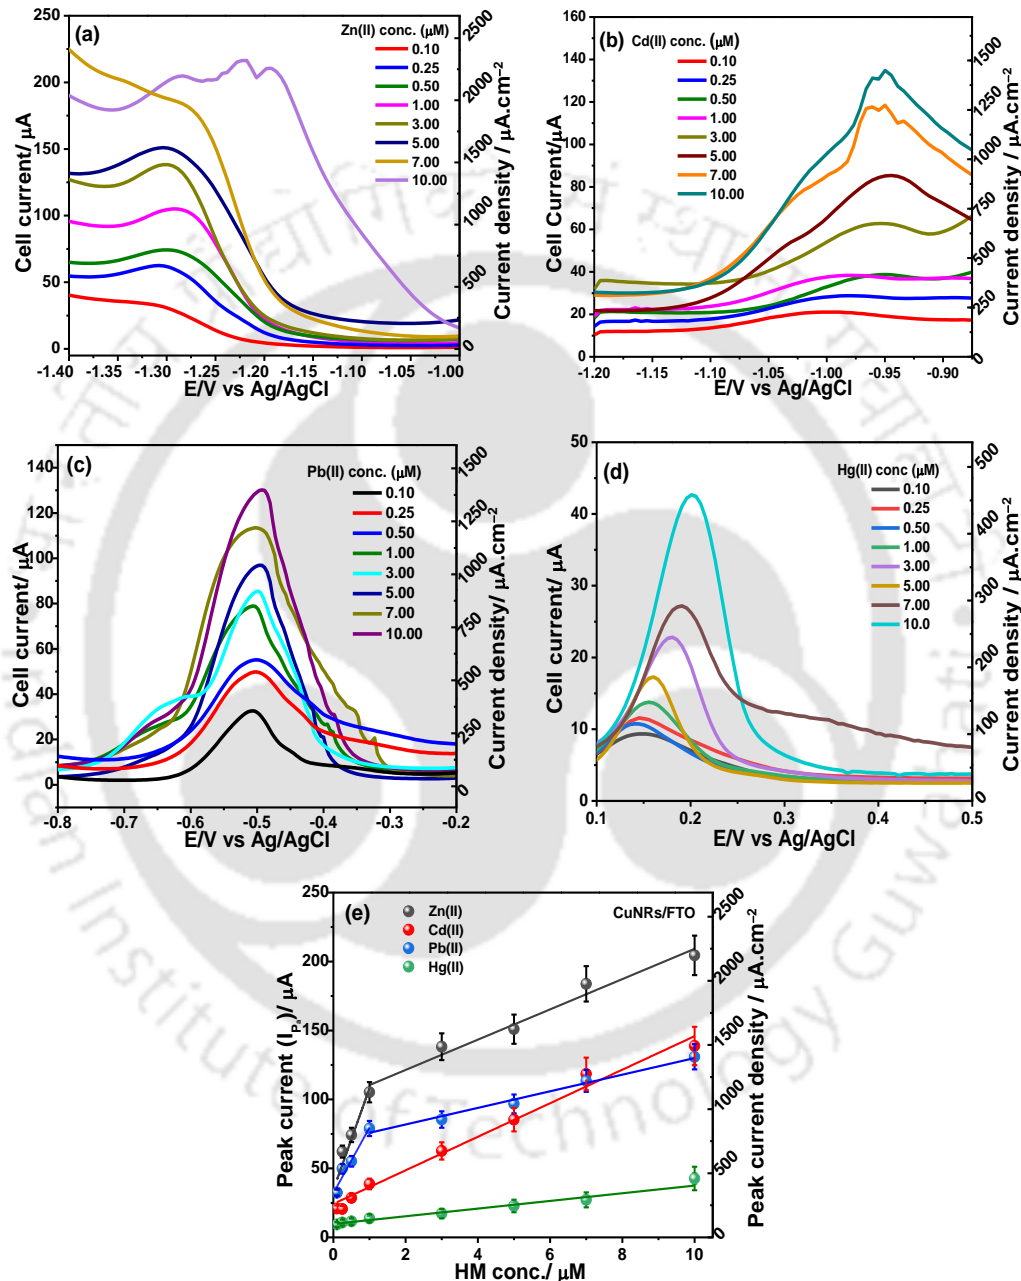 (a)
Zn(II) conc. (μM)
0.10
0.25
0.50
1.00
3.00
5.00
7.00
10.00
Cell current/μA
250
200
150
100
50
0
Current density / μA.cm⁻²
2500
2000
1500
1000
500
0
-1.40 -1.35 -1.30 -1.25 -1.20 -1.15 -1.10 -1.05 -1.00
E/V vs Ag/AgCl
(b)
Cd(II) conc. (μM)
0.10
0.25
0.50
1.00
3.00
5.00
7.00
10.00
Cell Current/μA
160
140
120
100
80
60
40
20
0
Current density / μA.cm⁻²
1500
1250
1000
750
500
250
0
-1.20 -1.15 -1.10 -1.05 -1.00 -0.95 -0.90
E/V vs Ag/AgCl
(c)
Pb(II) conc. (μM)
0.10
0.25
0.50
1.00
3.00
5.00
7.00
10.00
Cell current/ μA
140
120
100
80
60
40
20
0
Current density/ μA.cm⁻²
1500
1250
1000
750
500
250
0
-0.8 -0.7 -0.6 -0.5 -0.4 -0.3 -0.2
E/V vs Ag/AgCl
(d)
Hg(II) conc (μM)
0.10
0.25
0.50
1.00
3.00
5.00
7.00
10.0
Cell current/ μA
50
40
30
20
10
0
Current density/ μA.cm⁻²
500
400
300
200
100
0
0.1 0.2 0.3 0.4 0.5
E/V vs Ag/AgCl
(e)
CuNRs/FTO
Zn(II)
Cd(II)
Pb(II)
Hg(II)
Peak current (I_Pa)/ μA
250
200
150
100
50
0
Peak current density / μA.cm⁻²
2500
2000
1500
1000
500
0
0 2 4 6 8 10
HM conc./ μM
Institute of Technology Guwahati